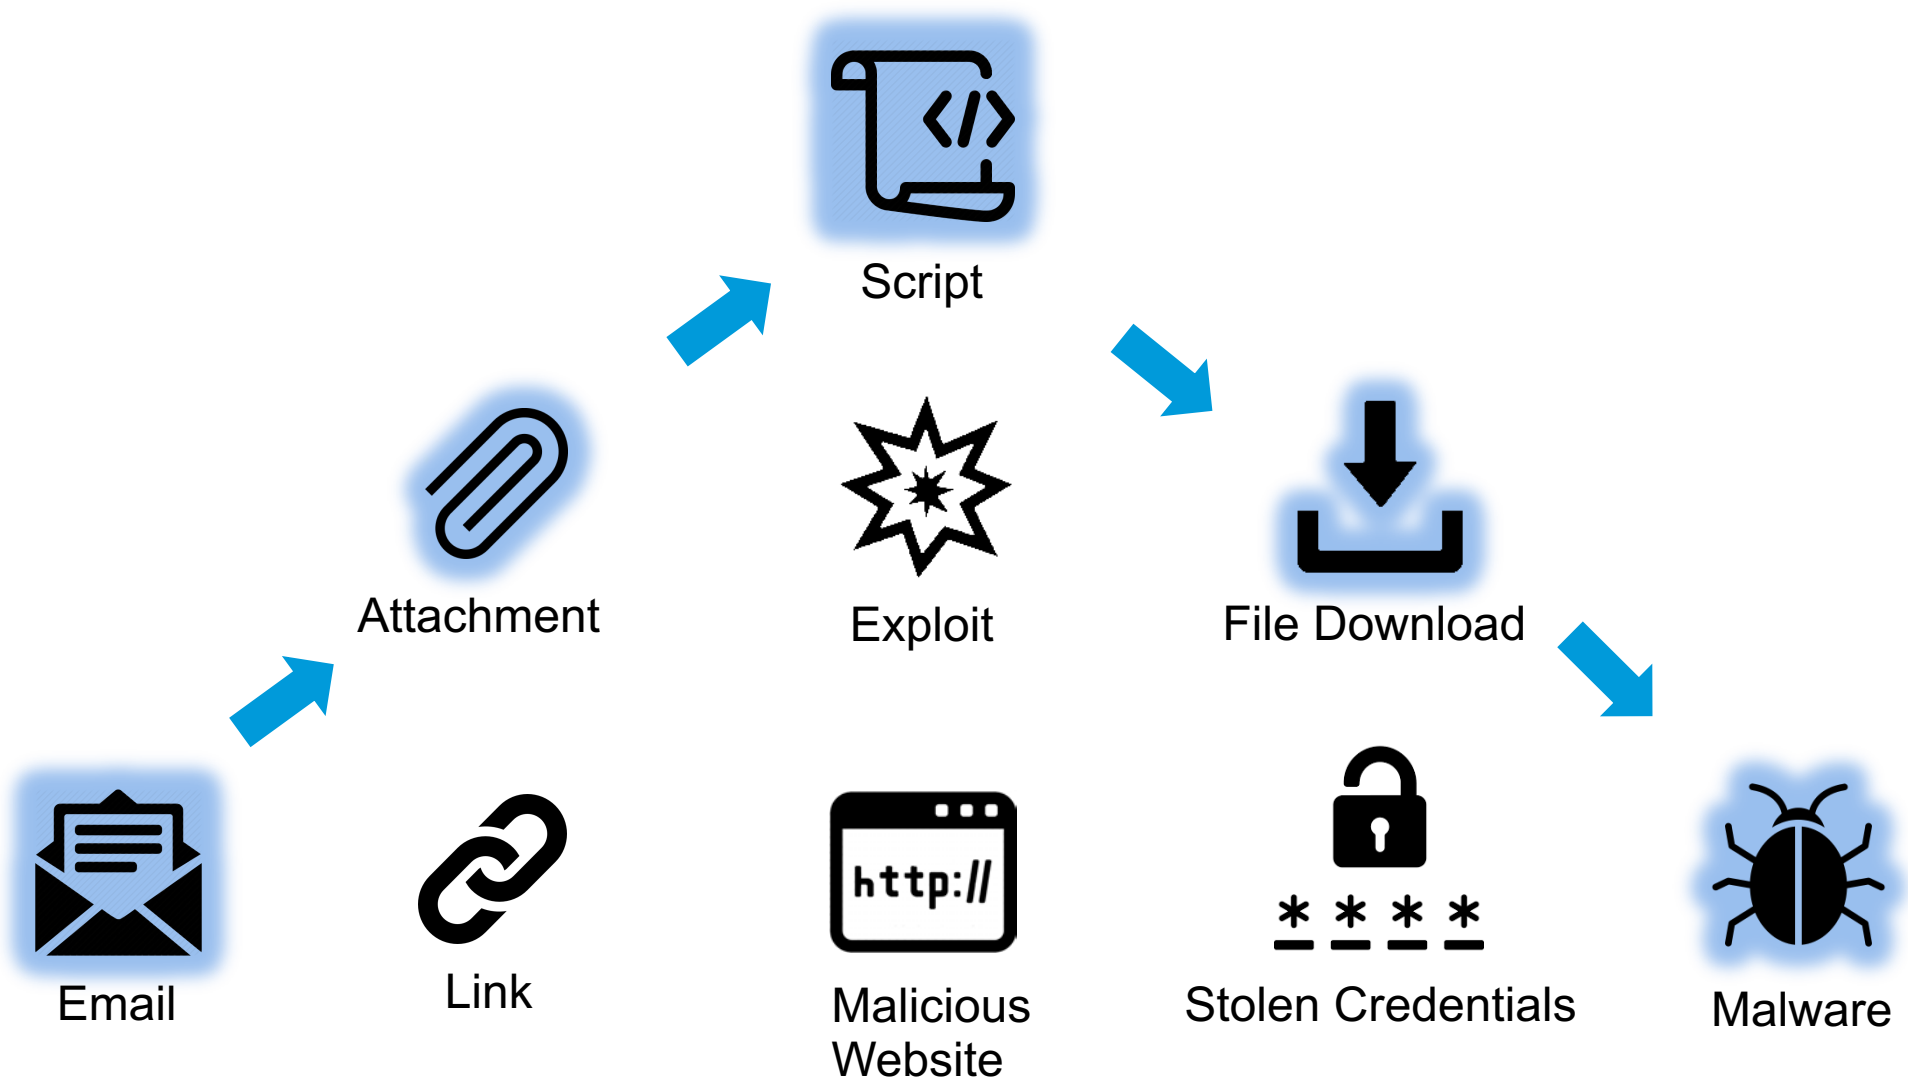 </>
Script
Attachment
Exploit
File Download
http://
* * * *
Email
Link
Malicious
Website
Stolen Credentials
Malware